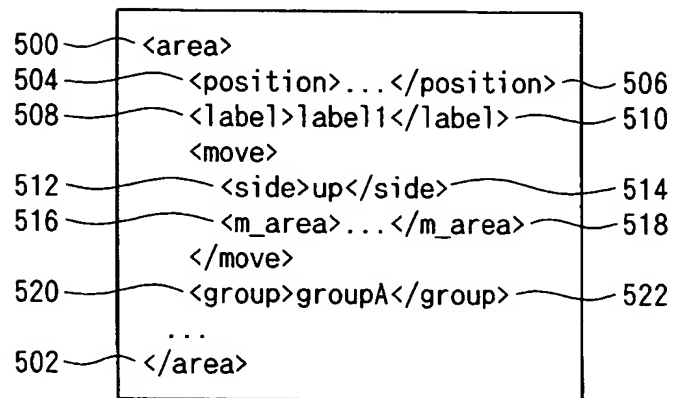 500 <area>
504 <position>...</position> 506
508 <label>label1</label> 510
<move>
512 <side>up</side> 514
516 <m_area>...</m_area> 518
</move>
520 <group>groupA</group> 522
...
502 </area>